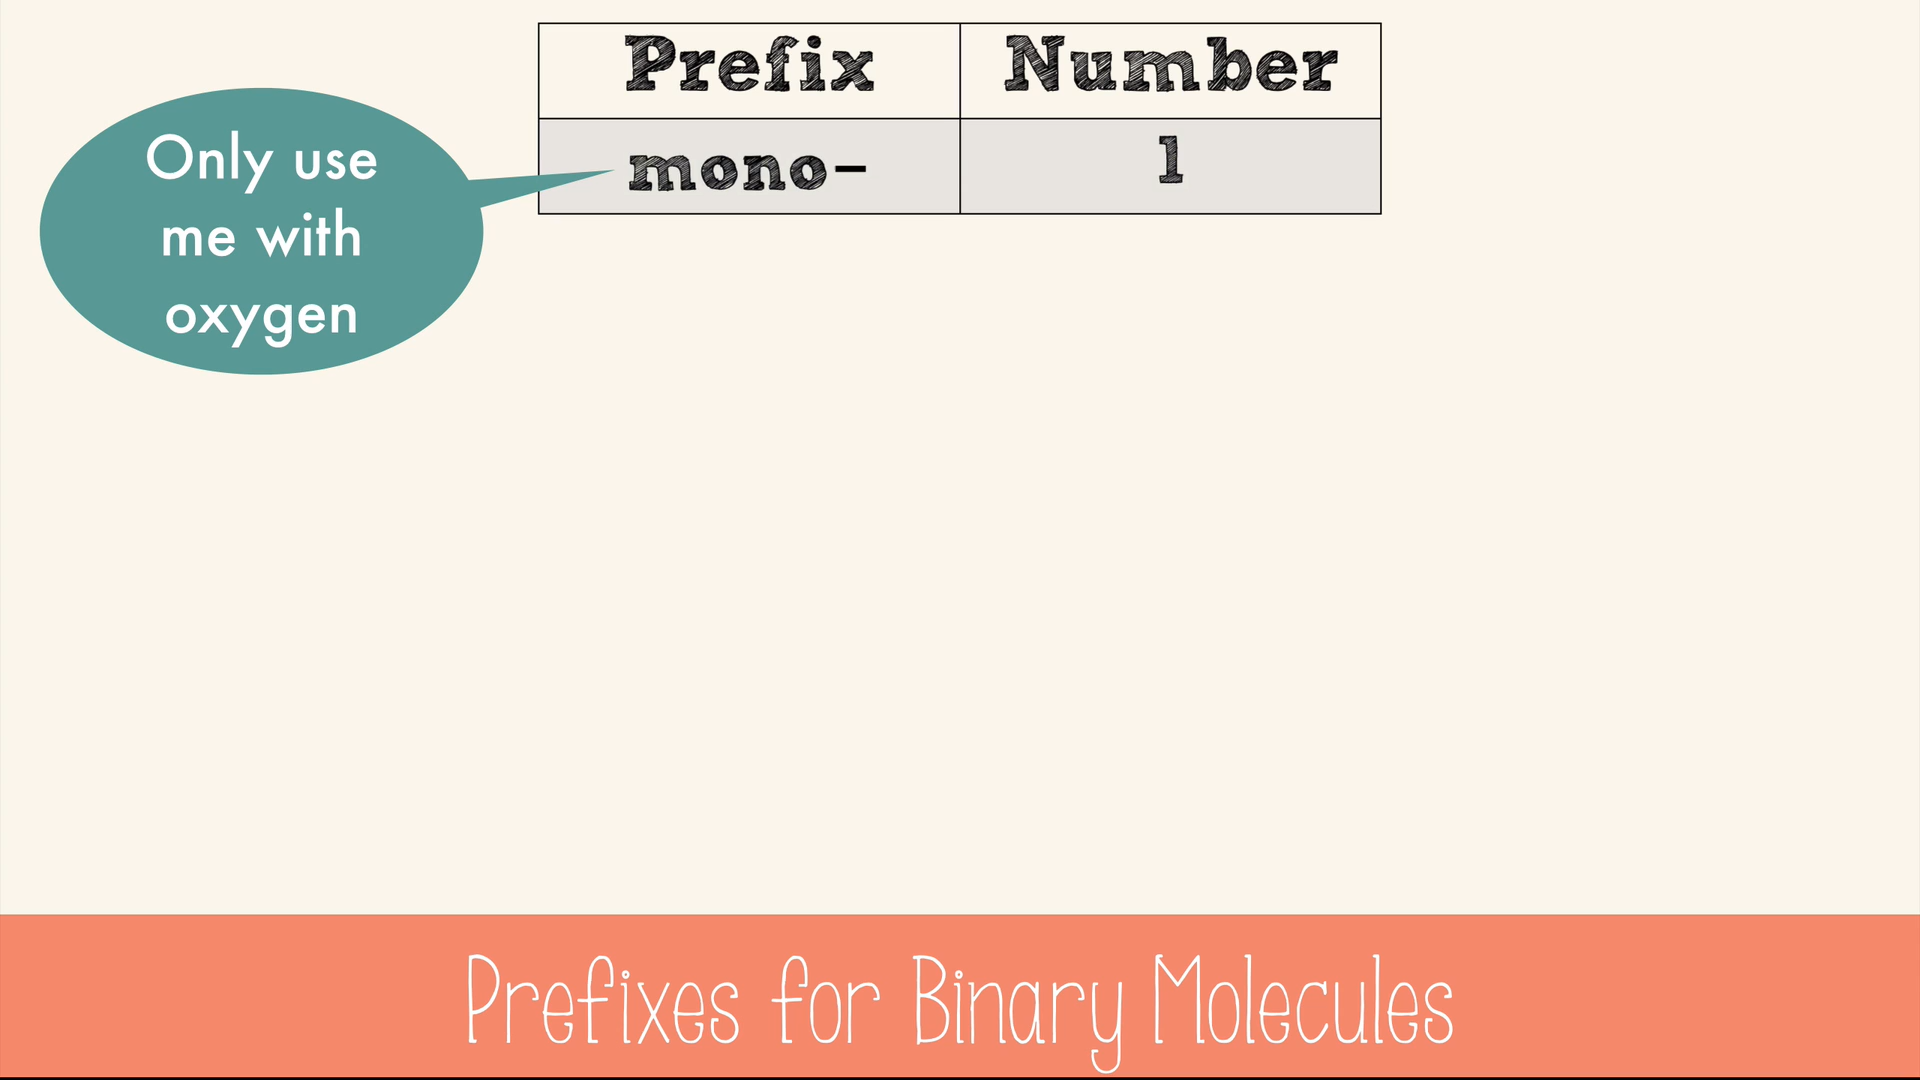 Prefix Number
mono- 1
Only use
me with
oxygen
Prefixes for Binary Molecules